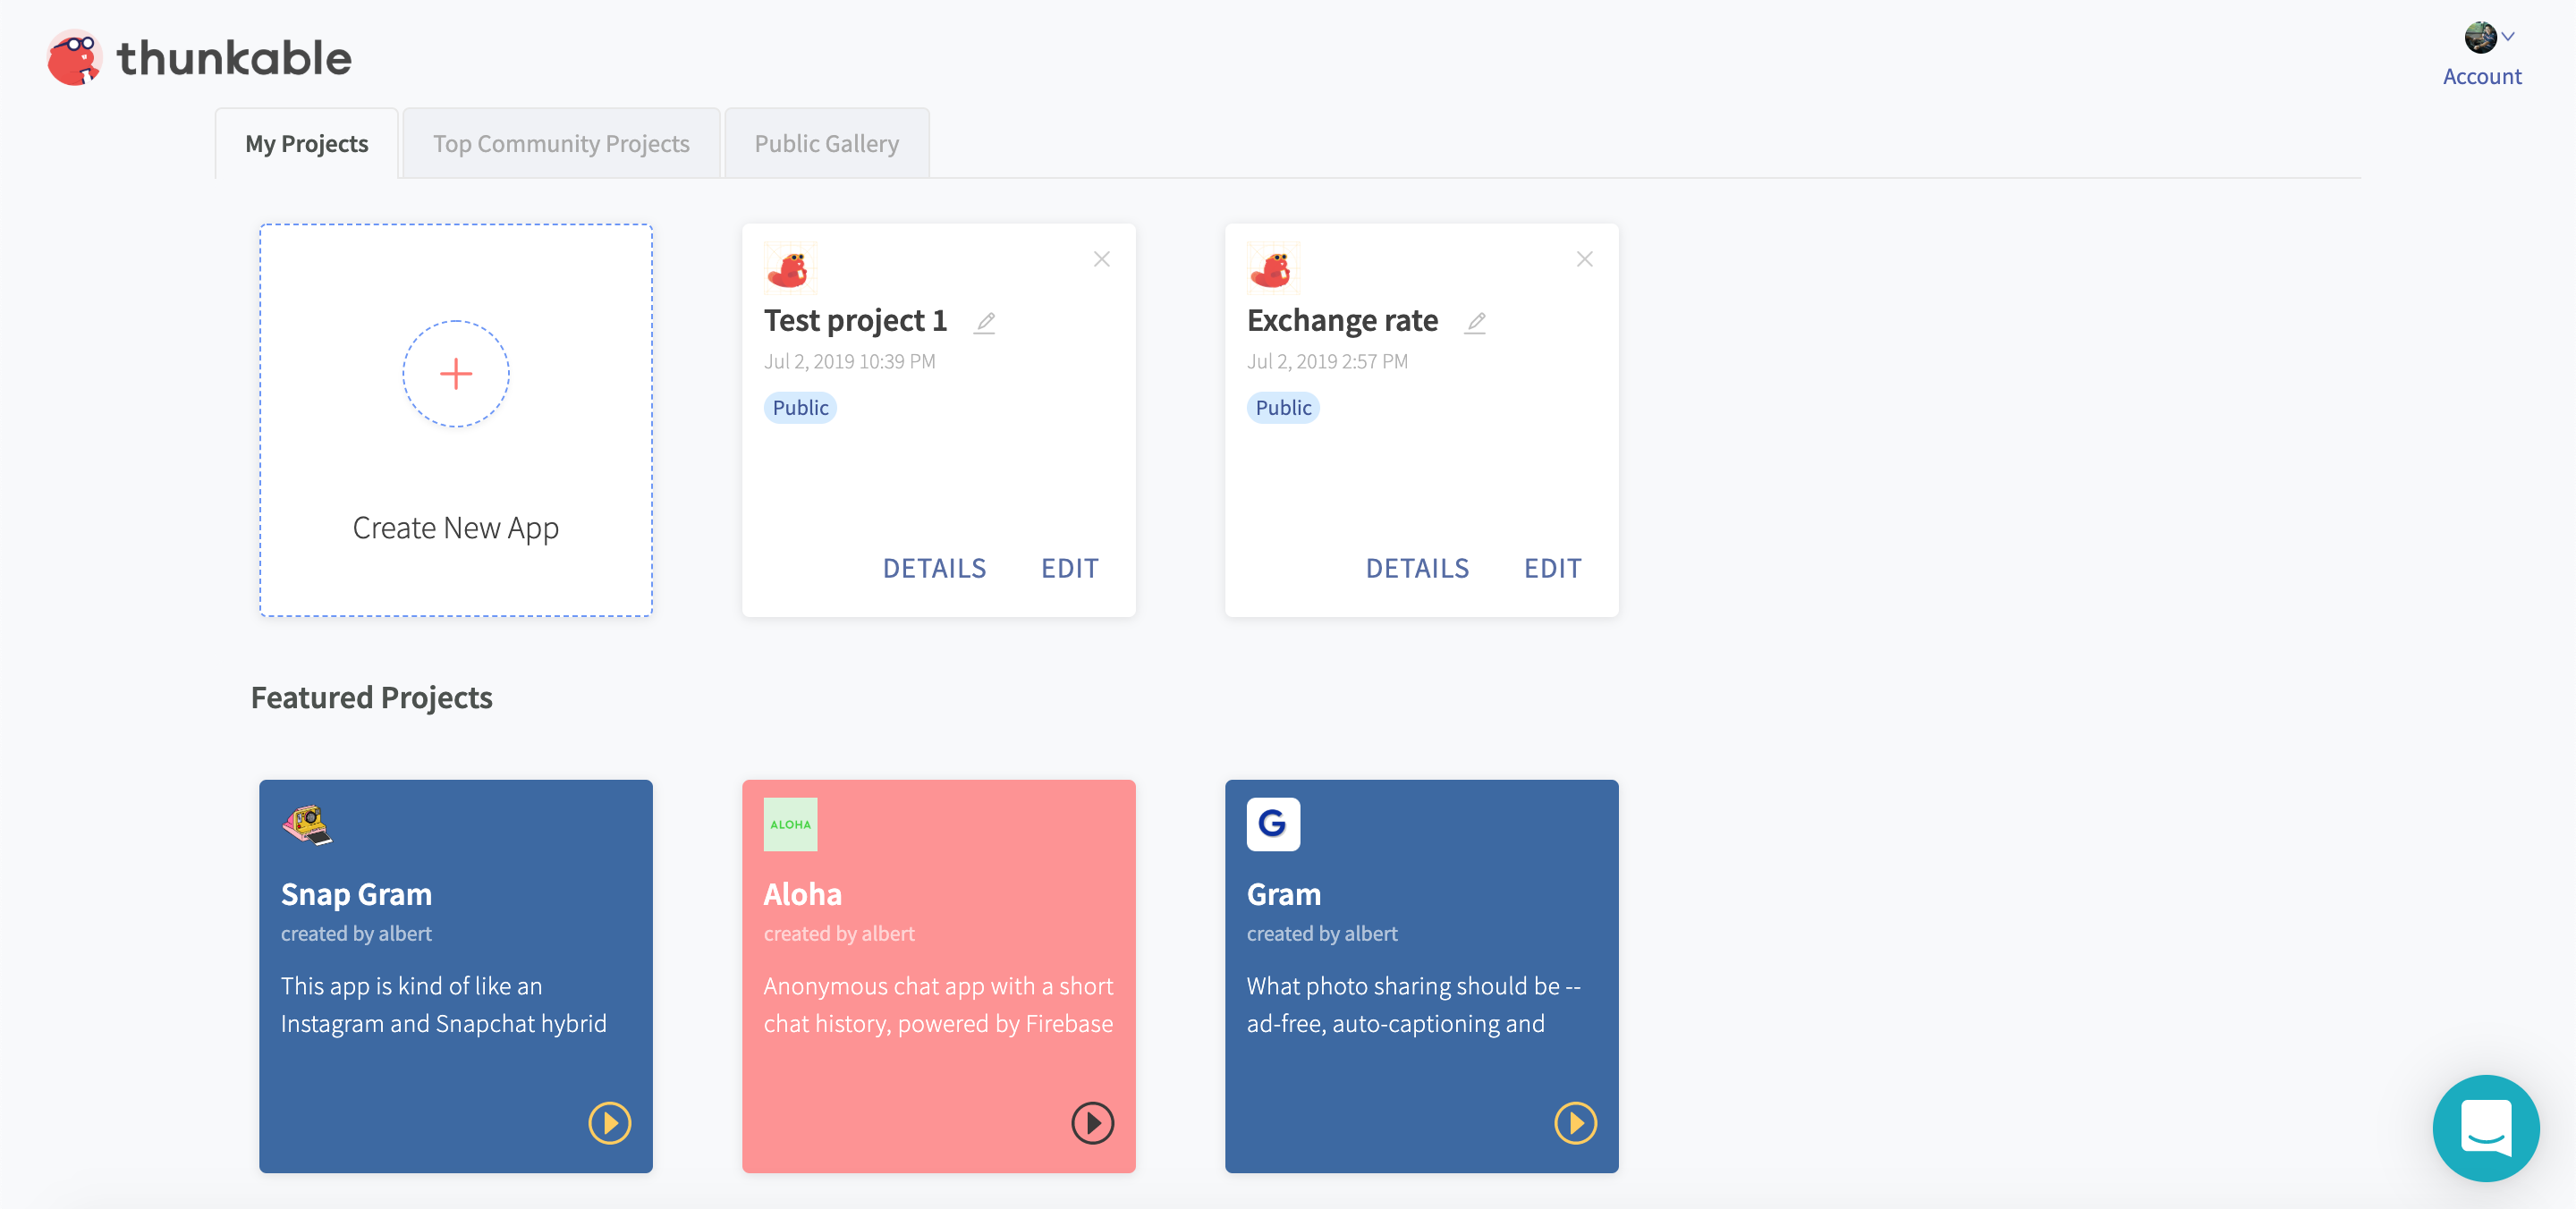 thunkable
Account
My Projects
Top Community Projects
Public Gallery
Create New App
Test project 1
Jul 2, 2019 10:39 PM
Public
DETAILS
EDIT
Exchange rate
Jul 2, 2019 2:57 PM
Public
DETAILS
EDIT
Featured Projects
Snap Gram
created by albert
This app is kind of like an
Instagram and Snapchat hybrid
ALOHA
Aloha
created by albert
Anonymous chat app with a short
chat history, powered by Firebase
G
Gram
created by albert
What photo sharing should be --
ad-free, auto-captioning and